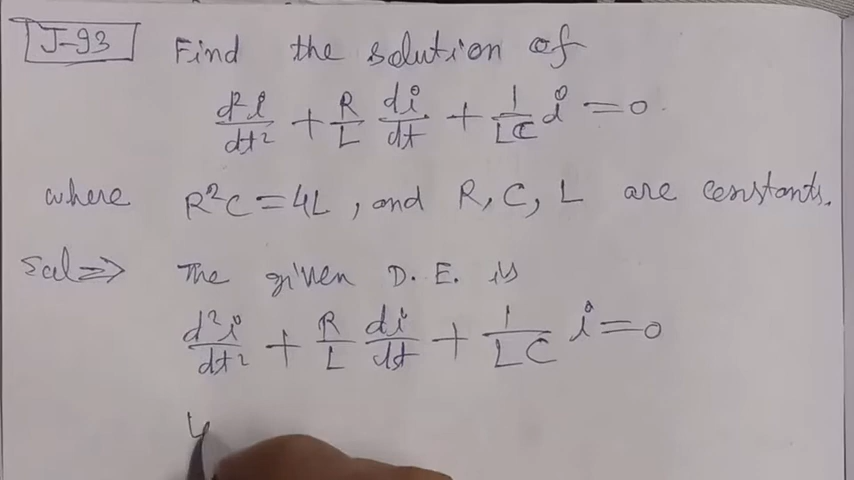 J-93 Find the solution of
d²i/dt² + R/L di/dt + 1/LC i = 0.
where R²C = 4L, and R, C, L are constants.
Sol => The given D. E. is
d²i/dt² + R/L di/dt + 1/LC i = 0